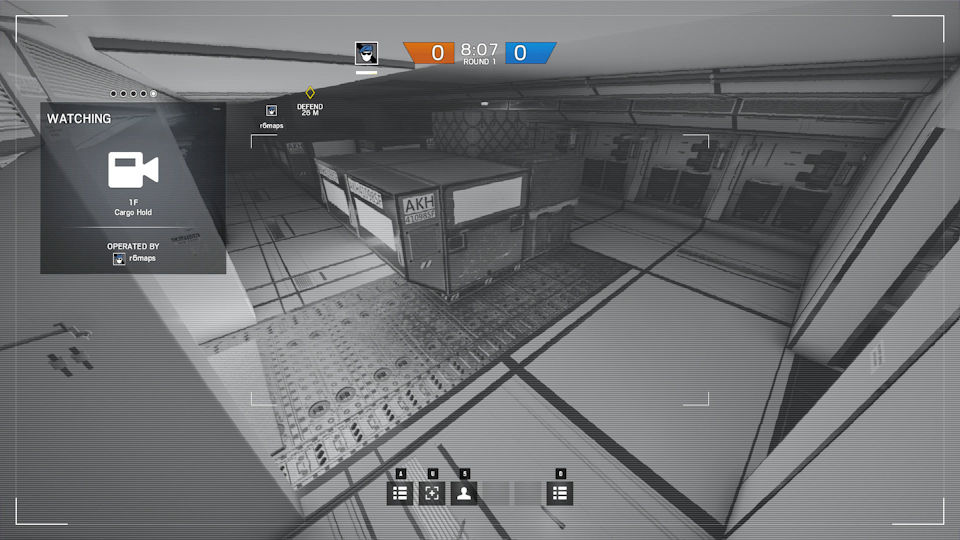 0 8:07 0
ROUND 1
DEFEND
26 M
r6maps
WATCHING
1F
Cargo Hold
OPERATED BY
r6maps
AKH
A
S